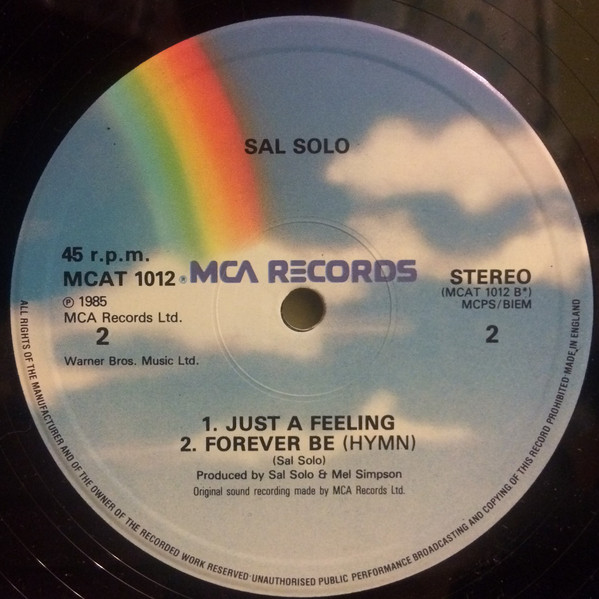 SAL SOLO
45 r.p.m.
MCAT 1012
® MCA RECORDS
STEREO
(MCAT 1012 B*)
MCPS/BIEM
℗ 1985
MCA Records Ltd.
2
2
Warner Bros. Music Ltd.
1. JUST A FEELING
2. FOREVER BE (HYMN)
(Sal Solo)
Produced by Sal Solo & Mel Simpson
Original sound recording made by MCA Records Ltd.
ALL RIGHTS OF THE MANUFACTURER AND OF THE OWNER OF THE RECORDED WORK RESERVED·UNAUTHORISED PUBLIC PERFORMANCE BROADCASTING AND COPYING OF THIS RECORD PROHIBITED·MADE IN ENGLAND